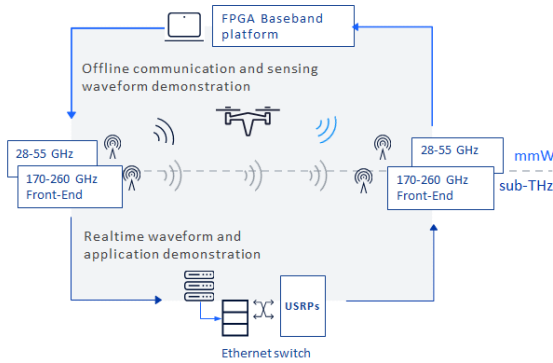 FPGA Baseband
platform
Offline communication and sensing
waveform demonstration
28-55 GHz
170-260 GHz
Front-End
28-55 GHz
170-260 GHz
Front-End
mmW
sub-THz
Realtime waveform and
application demonstration
USRPs
Ethernet switch